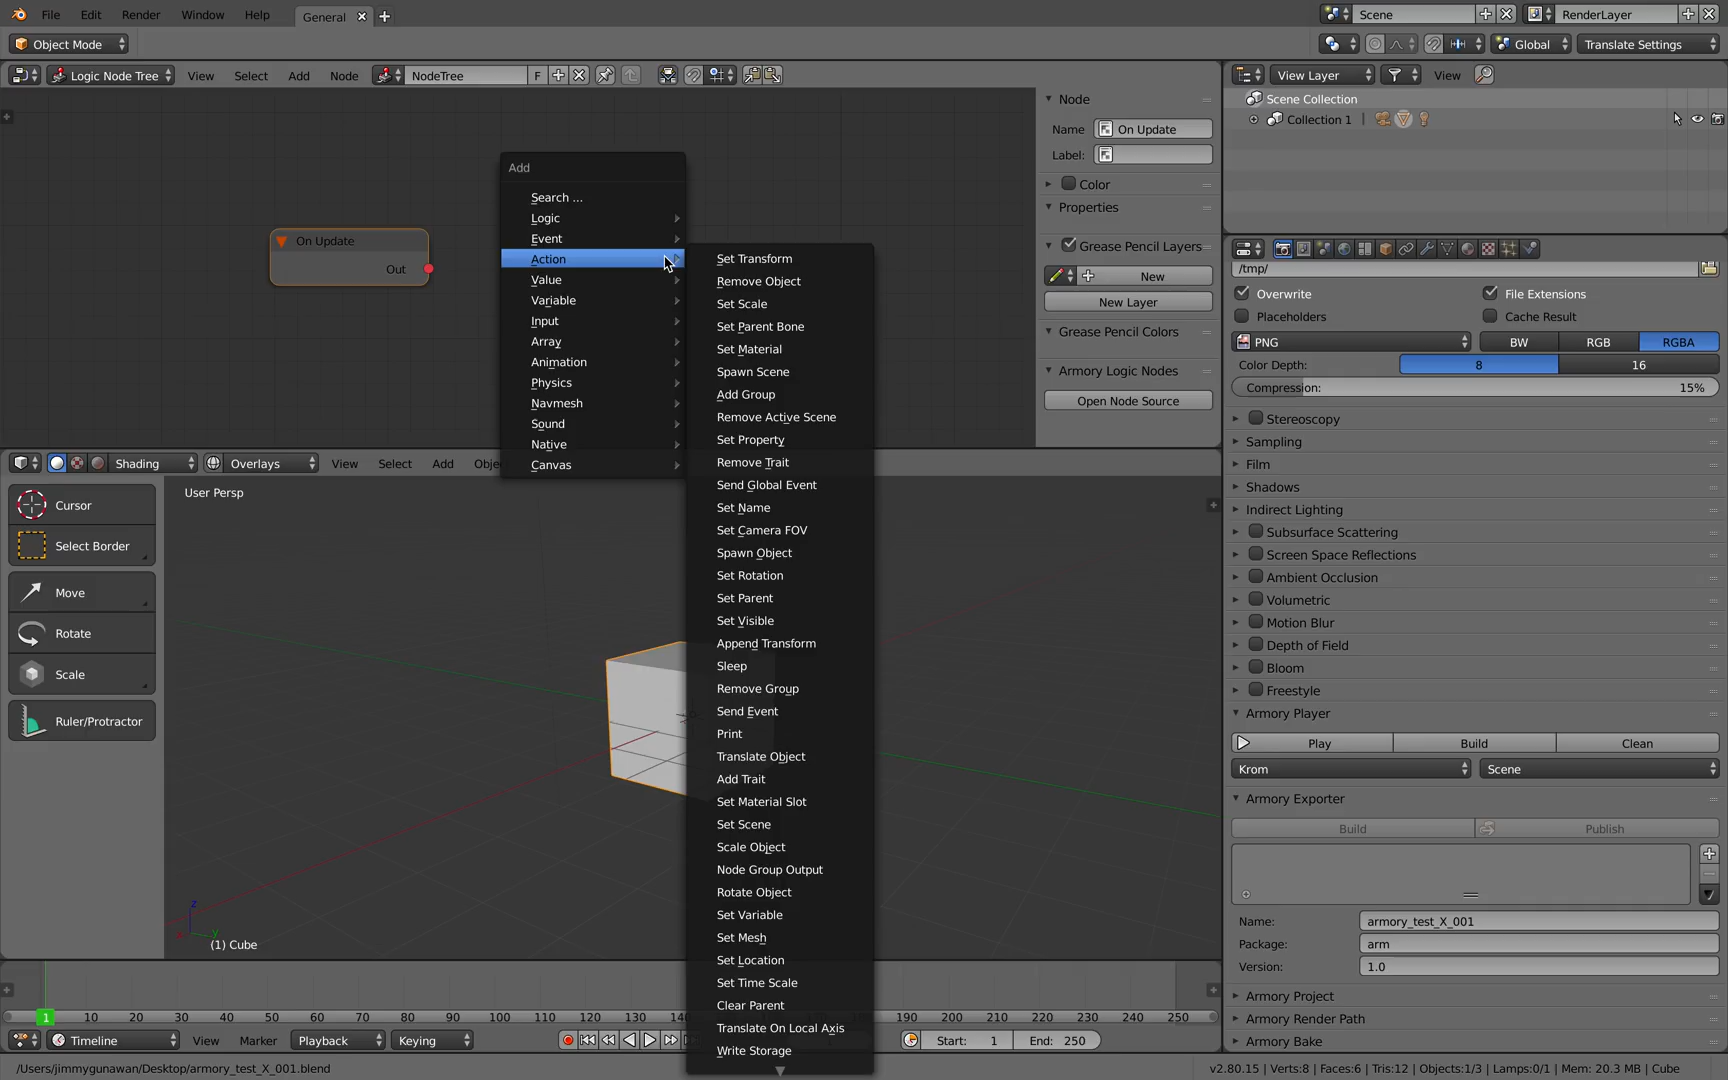 File Edit Render Window Help General Scene RenderLayer
Object Mode Global Translate Settings
Logic Node Tree View Select Add Node NodeTree F View Layer View
Scene Collection
Collection 1
On Update
Out
Node
Name On Update
Label:
Color
Properties
Grease Pencil Layers
New
New Layer
Grease Pencil Colors
Armory Logic Nodes
Open Node Source
Add
Search ...
Logic
Event
Action
Value
Variable
Input
Array
Animation
Physics
Navmesh
Sound
Native
Canvas
Set Transform
Remove Object
Set Scale
Set Parent Bone
Set Material
Spawn Scene
Add Group
Remove Active Scene
Set Property
Remove Trait
Send Global Event
Set Name
Set Camera FOV
Spawn Object
Set Rotation
Set Parent
Set Visible
Append Transform
Sleep
Remove Group
Send Event
Print
Translate Object
Add Trait
Set Material Slot
Set Scene
Scale Object
Node Group Output
Rotate Object
Set Variable
Set Mesh
Set Location
Set Time Scale
Clear Parent
Translate On Local Axis
Write Storage
Shading Overlays View Select Add
User Persp
Cursor
Select Border
Move
Rotate
Scale
Ruler/Protractor
z
y
(1) Cube
/tmp/
Overwrite File Extensions
Placeholders Cache Result
PNG BW RGB RGBA
Color Depth: 8 16
Compression: 15%
Stereoscopy
Sampling
Film
Shadows
Indirect Lighting
Subsurface Scattering
Screen Space Reflections
Ambient Occlusion
Volumetric
Motion Blur
Depth of Field
Bloom
Freestyle
Armory Player
Play Build Clean
Krom Scene
Armory Exporter
Build Publish
Name: armory_test_X_001
Package: arm
Version: 1.0
Armory Project
Armory Render Path
Armory Bake
1 10 20 30 40 50 60 70 80 90 100 110 120 130 140 190 200 210 220 230 240 250
Timeline View Marker Playback Keying Start: 1 End: 250
/Users/jimmygunawan/Desktop/armory_test_X_001.blend
v2.80.15 | Verts:8 | Faces:6 | Tris:12 | Objects:1/3 | Lamps:0/1 | Mem: 20.3 MB | Cube